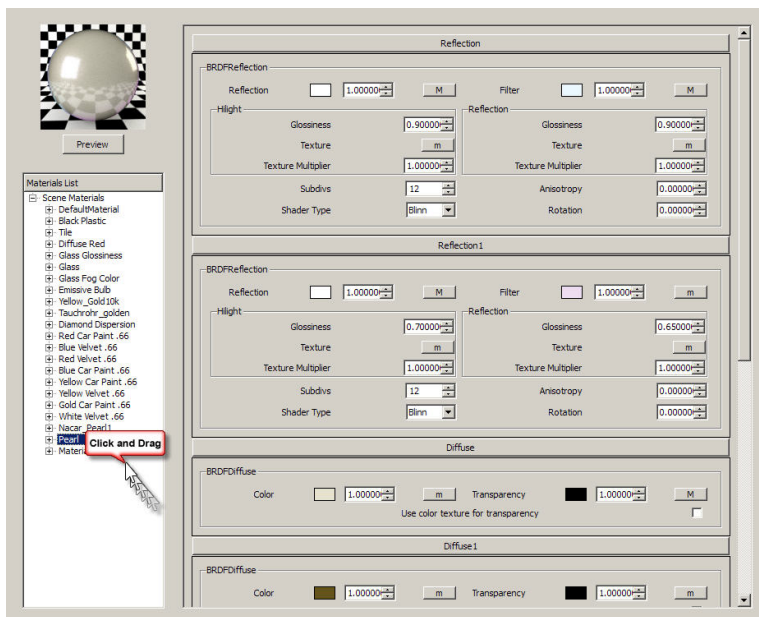 Preview
Materials List
Scene Materials
DefaultMaterial
Black Plastic
Tile
Diffuse Red
Glass Glossiness
Glass
Glass Fog Color
Emissive Bulb
Yellow_Gold10k
Tauchrohr_golden
Diamond Dispersion
Red Car Paint .66
Blue Velvet .66
Red Velvet .66
Blue Car Paint .66
Yellow Car Paint .66
Yellow Velvet .66
Gold Car Paint .66
White Velvet .66
Nacar_Pearl1
Pearl
Materi
Click and Drag
Reflection
BRDFReflection
Reflection 1.00000 M Filter 1.00000 M
Hilight Reflection
Glossiness 0.90000 Glossiness 0.90000
Texture m Texture m
Texture Multiplier 1.00000 Texture Multiplier 1.00000
Subdivs 12 Anisotropy 0.00000
Shader Type Blinn Rotation 0.00000
Reflection1
BRDFReflection
Reflection 1.00000 M Filter 1.00000 m
Hilight Reflection
Glossiness 0.70000 Glossiness 0.65000
Texture m Texture m
Texture Multiplier 1.00000 Texture Multiplier 1.00000
Subdivs 12 Anisotropy 0.00000
Shader Type Blinn Rotation 0.00000
Diffuse
BRDFDiffuse
Color 1.00000 m Transparency 1.00000 M
Use color texture for transparency
Diffuse1
BRDFDiffuse
Color 1.00000 m Transparency 1.00000 m